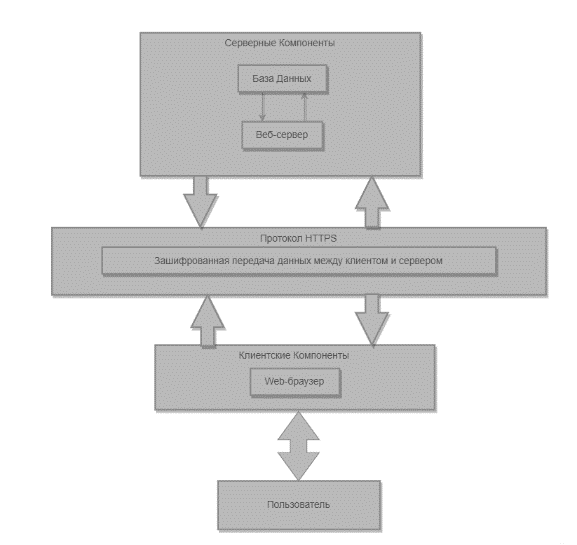 Серверные Компоненты
База Данных
Веб-сервер
Протокол HTTPS
Зашифрованная передача данных между клиентом и сервером
Клиентские Компоненты
Web-браузер
Пользователь